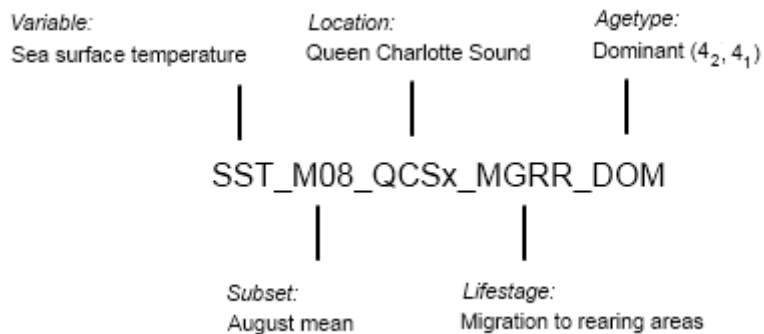 Variable:
Sea surface temperature
Location:
Queen Charlotte Sound
Agetype:
Dominant (4₂, 4₁)
SST_M08_QCSx_MGRR_DOM
Subset:
August mean
Lifestage:
Migration to rearing areas